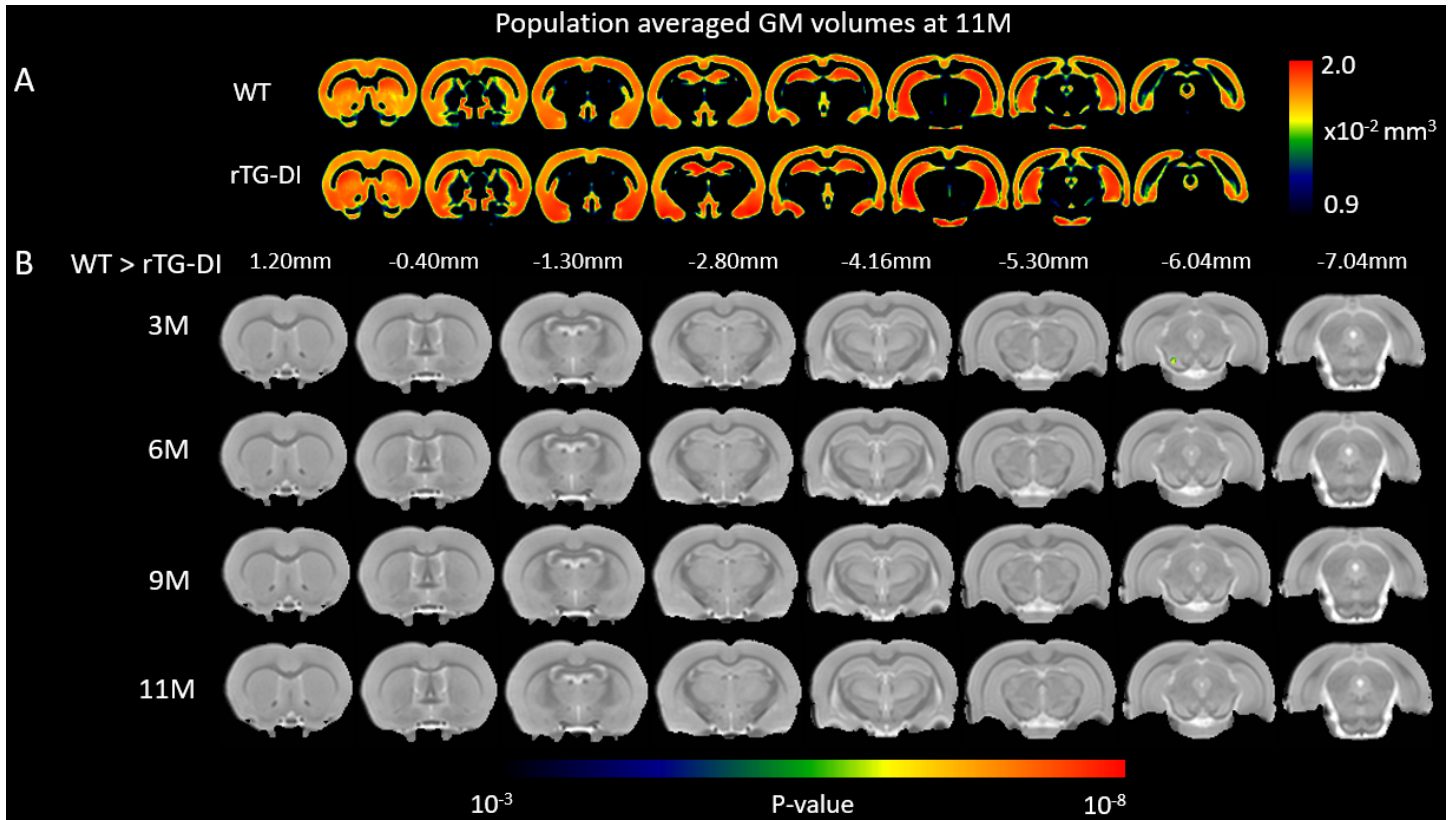 Population averaged GM volumes at 11M
A
WT
2.0
x10⁻² mm³
rTG-DI
0.9
B WT > rTG-DI 1.20mm -0.40mm -1.30mm -2.80mm -4.16mm -5.30mm -6.04mm -7.04mm
3M
6M
9M
11M
10⁻³ P-value 10⁻⁸